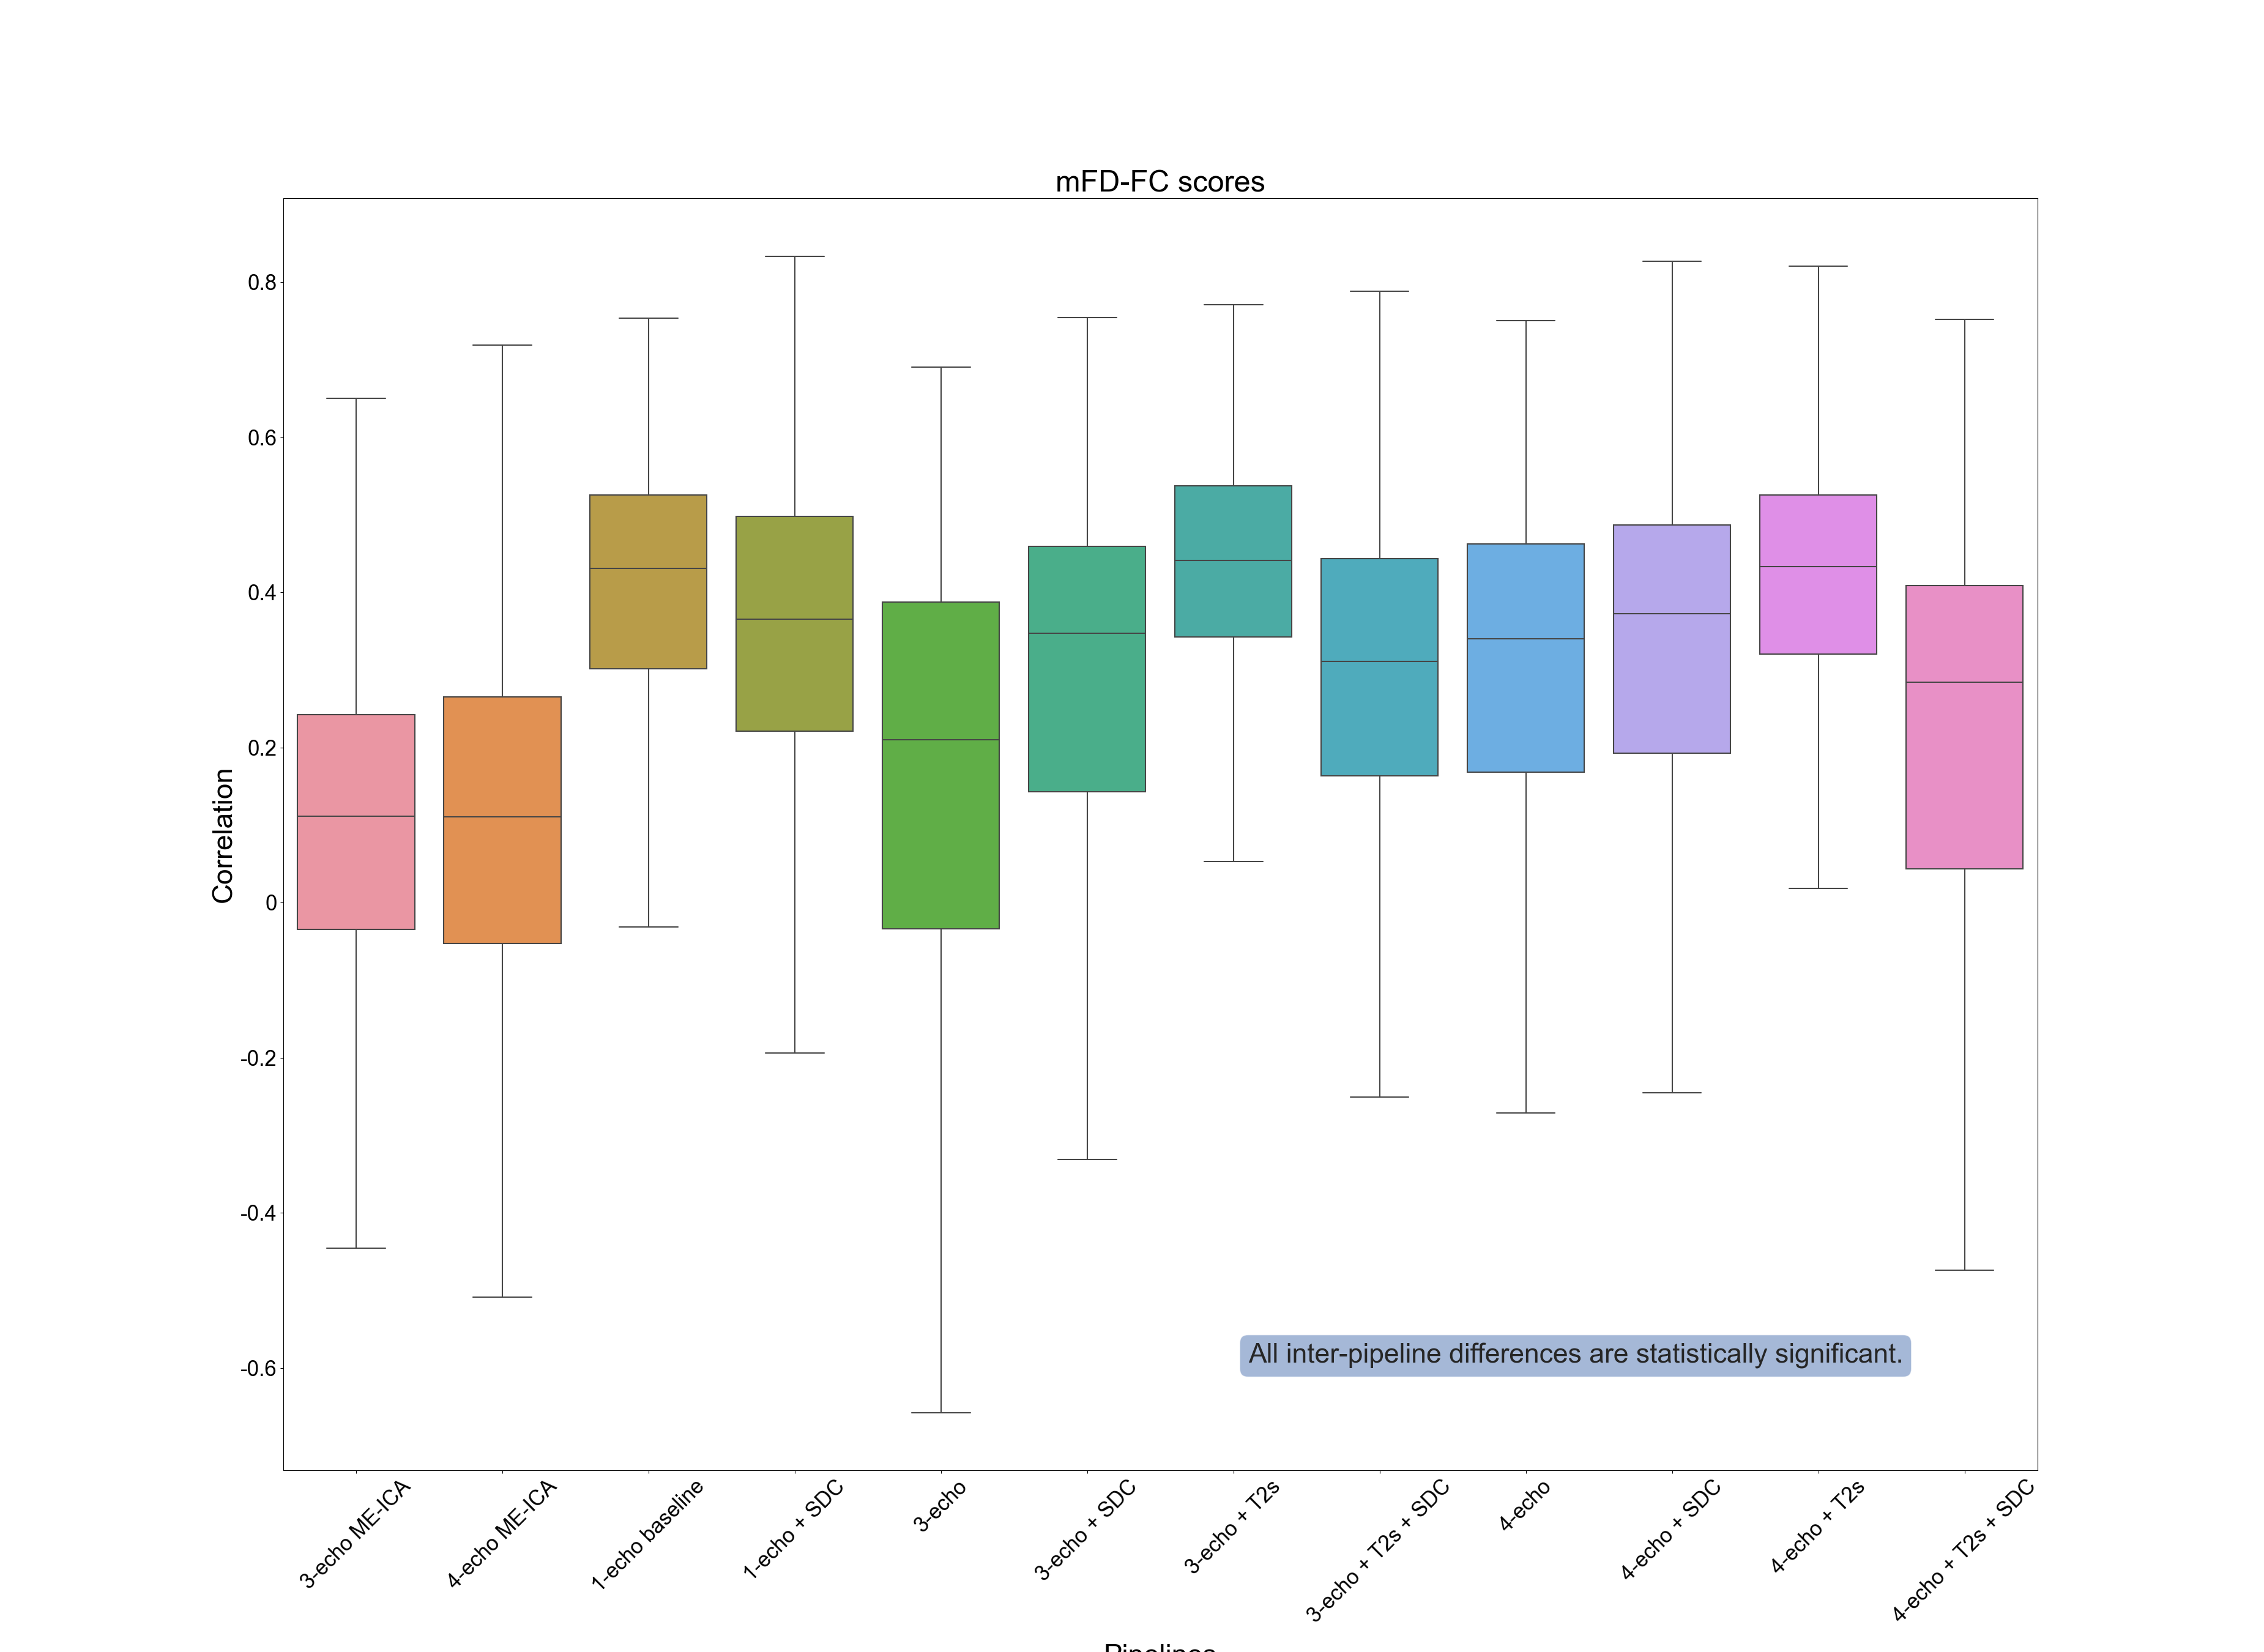 mFD-FC scores
Correlation
0.8
0.6
0.4
0.2
0
-0.2
-0.4
-0.6
All inter-pipeline differences are statistically significant.
3-echo ME-ICA
4-echo ME-ICA
1-echo baseline
1-echo + SDC
3-echo
3-echo + SDC
3-echo + T2s
3-echo + T2s + SDC
4-echo
4-echo + SDC
4-echo + T2s
4-echo + T2s + SDC
Pipelines